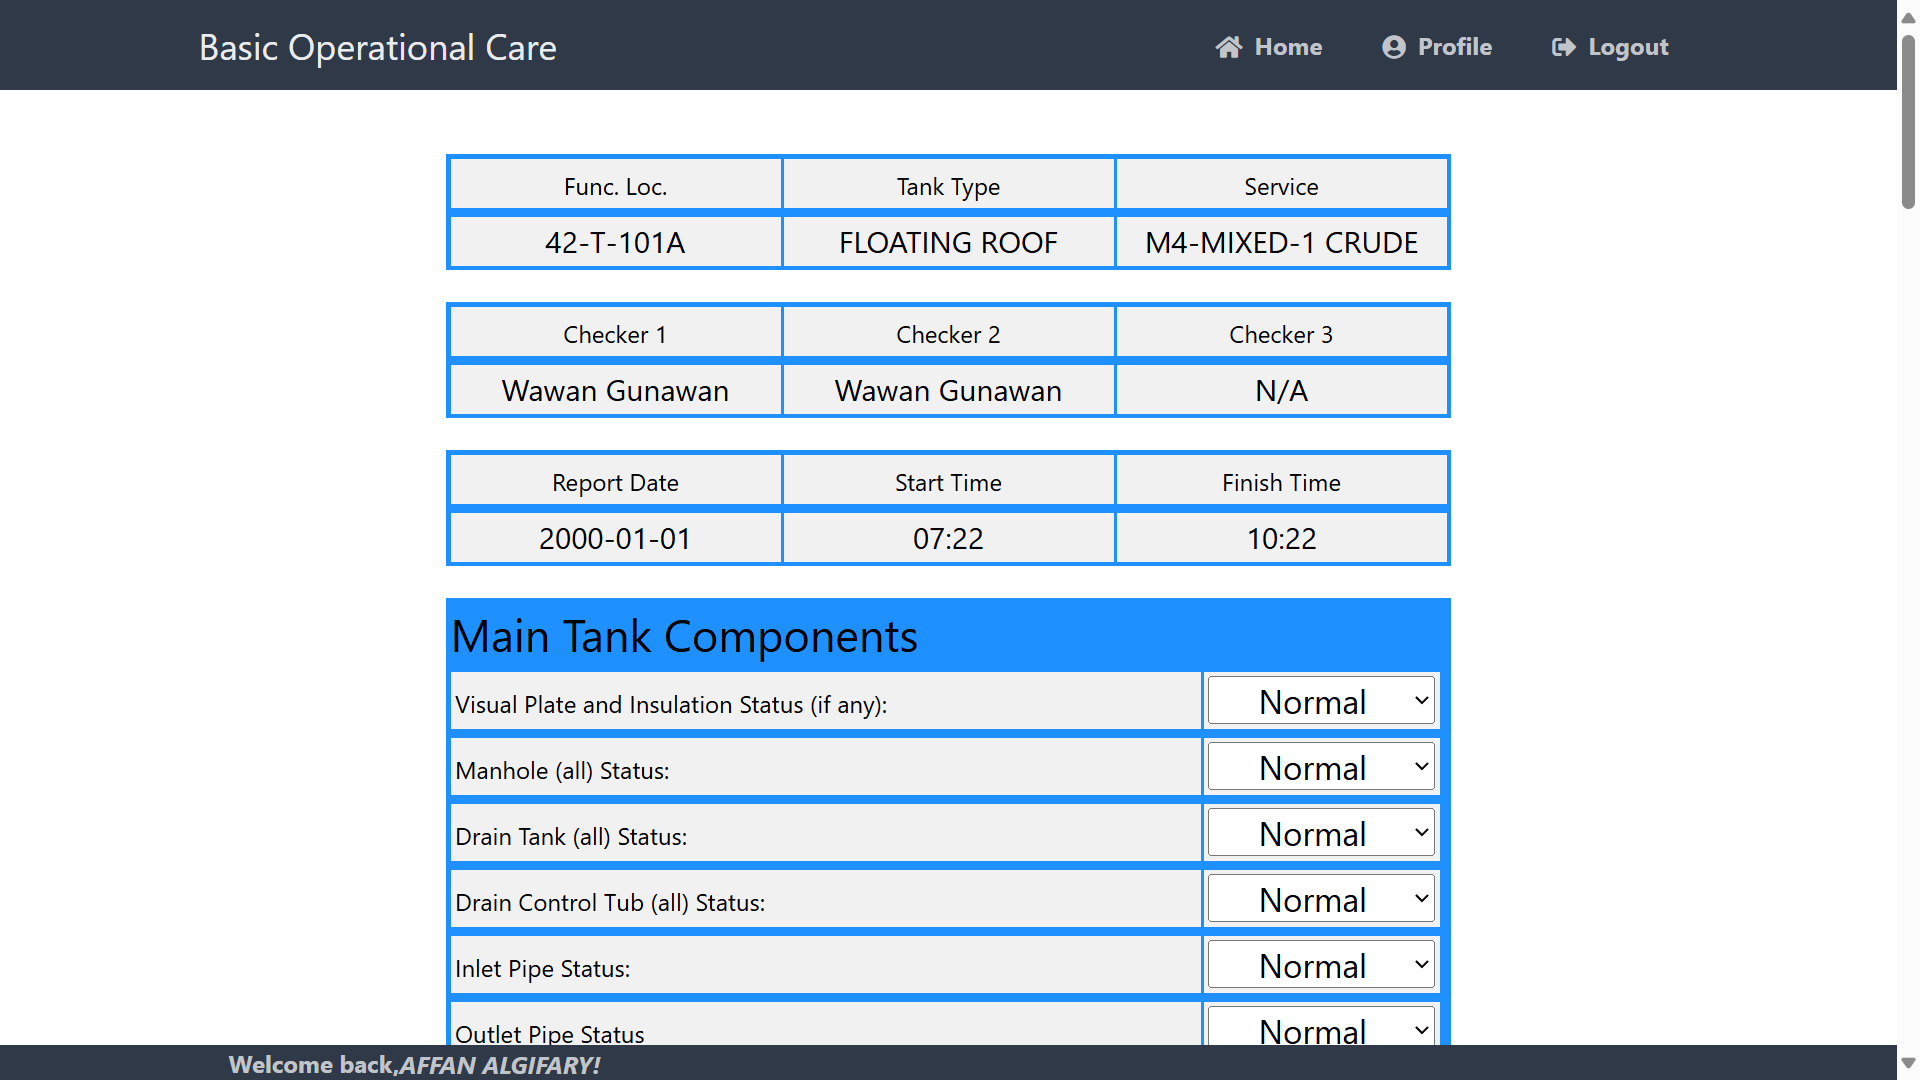 Basic Operational Care
Home Profile Logout
Func. Loc. Tank Type Service
42-T-101A FLOATING ROOF M4-MIXED-1 CRUDE
Checker 1 Checker 2 Checker 3
Wawan Gunawan Wawan Gunawan N/A
Report Date Start Time Finish Time
2000-01-01 07:22 10:22
Main Tank Components
Visual Plate and Insulation Status (if any): Normal
Manhole (all) Status: Normal
Drain Tank (all) Status: Normal
Drain Control Tub (all) Status: Normal
Inlet Pipe Status: Normal
Outlet Pipe Status Normal
Welcome back,AFFAN ALGIFARY!